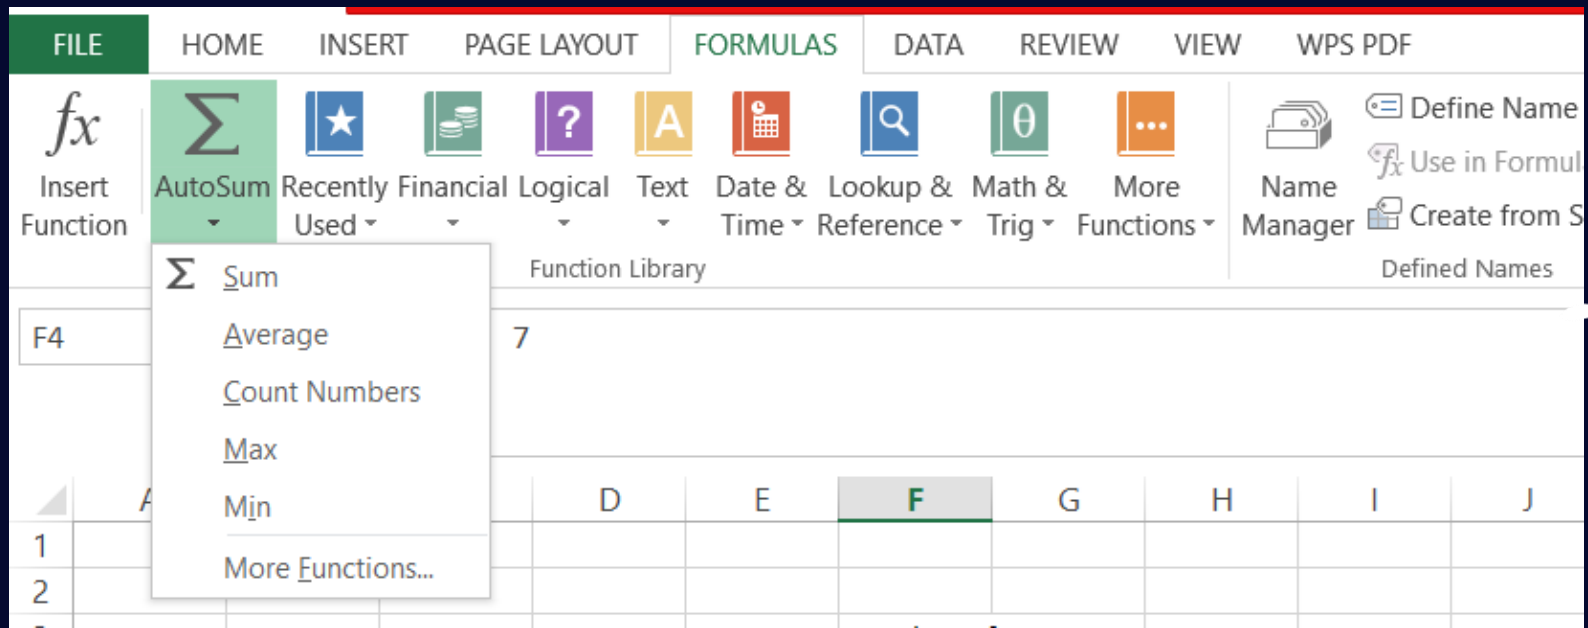 FILE HOME INSERT PAGE LAYOUT FORMULAS DATA REVIEW VIEW WPS PDF
fx Σ ? A θ ...
Insert Function
AutoSum
Recently Used
Financial
Logical
Text
Date & Time
Lookup & Reference
Math & Trig
More Functions
Name Manager
Define Name
fx Use in Formul
Create from S
Function Library
Defined Names
Σ Sum
Average
Count Numbers
Max
Min
More Functions...
F4 7
A D E F G H I J
1
2